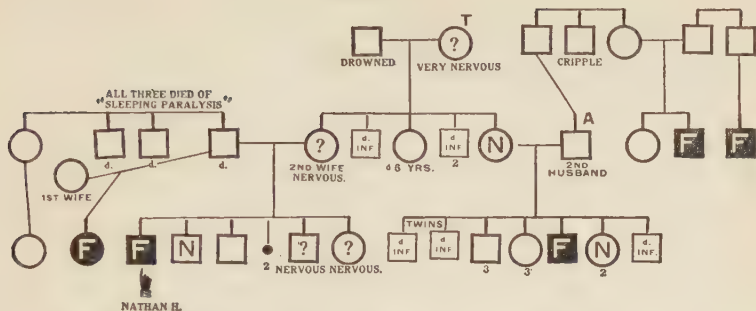 T
?
DROWNED
VERY NERVOUS
CRIPPLE
"ALL THREE DIED OF
SLEEPING PARALYSIS"
A
d. d. d.
? d. INF d. INF N
2ND WIFE
NERVOUS.
d 6 YRS.
2
2ND
HUSBAND
F F
1ST WIFE
TWINS
F F N ? ? d INF d INF F N d. INF.
2 3 3 2
NERVOUS NERVOUS.
NATHAN H.